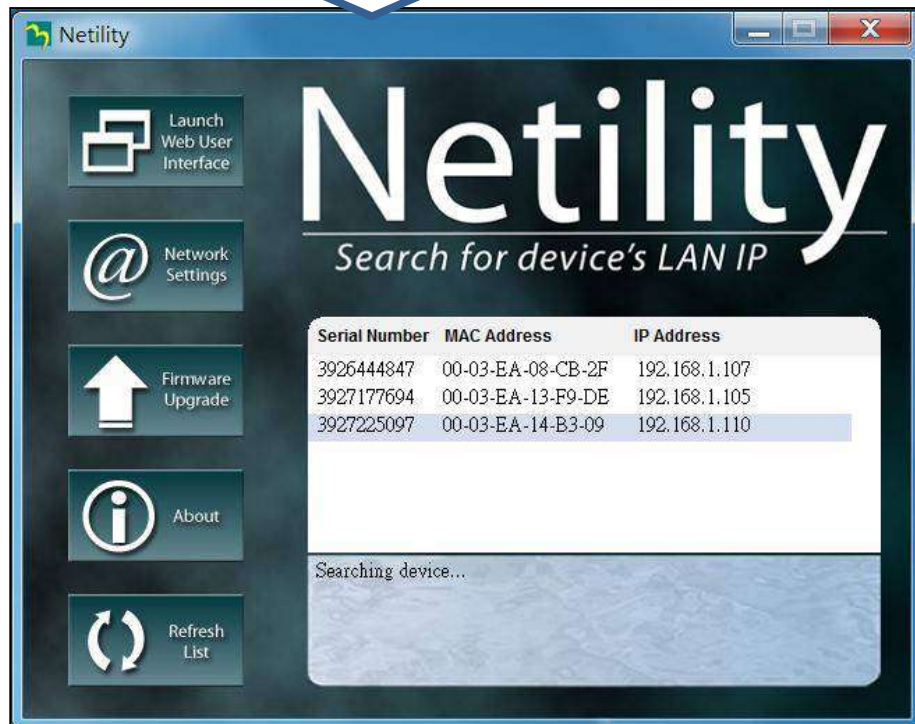 Netility
Launch
Web User
Interface
Network
Settings
Firmware
Upgrade
About
Refresh
List
Netility
Search for device's LAN IP
Serial Number MAC Address IP Address
3926444847 00-03-EA-08-CB-2F 192.168.1.107
3927177694 00-03-EA-13-F9-DE 192.168.1.105
3927225097 00-03-EA-14-B3-09 192.168.1.110
Searching device...